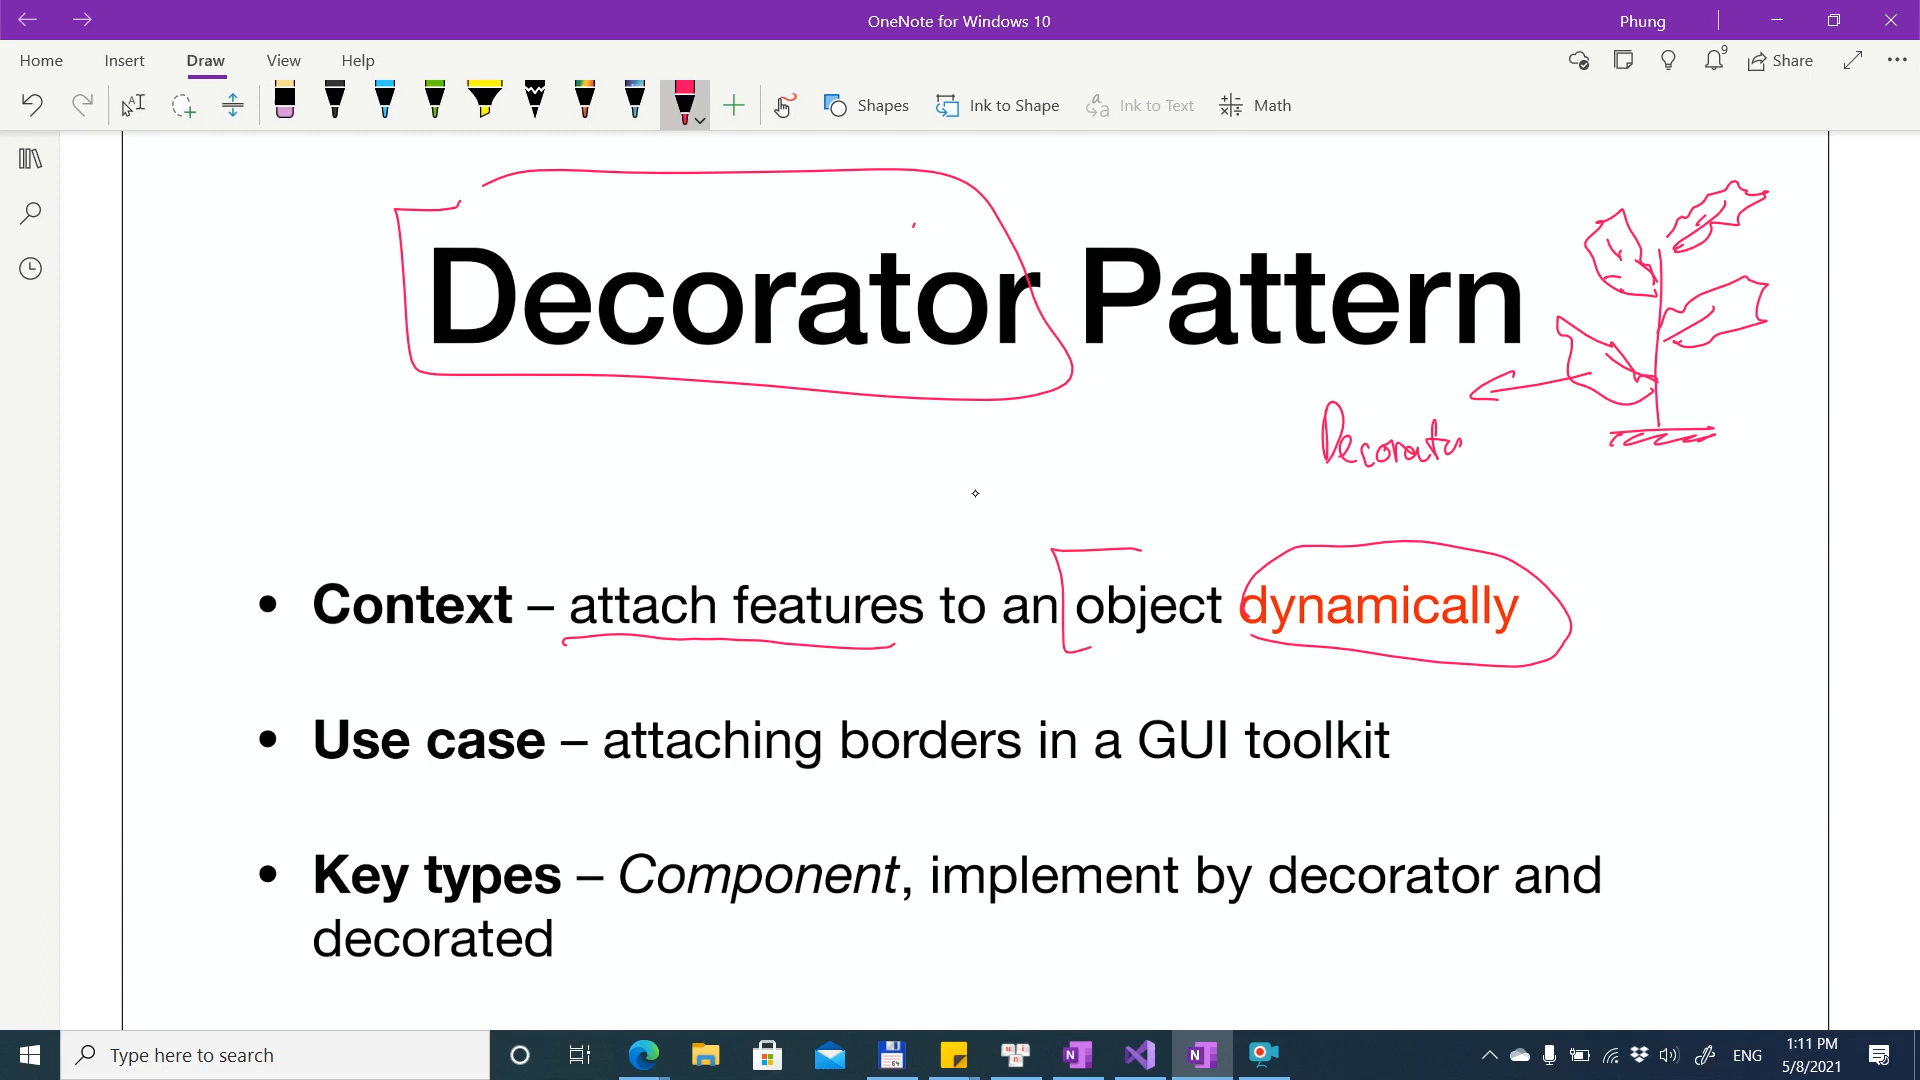 OneNote for Windows 10
Phung
Home Insert Draw View Help
9
Share
Shapes Ink to Shape Ink to Text Math
Decorator Pattern
Decorator
• Context – attach features to an object dynamically
• Use case – attaching borders in a GUI toolkit
• Key types – Component, implement by decorator and
decorated
Type here to search
64
ENG
1:11 PM
5/8/2021